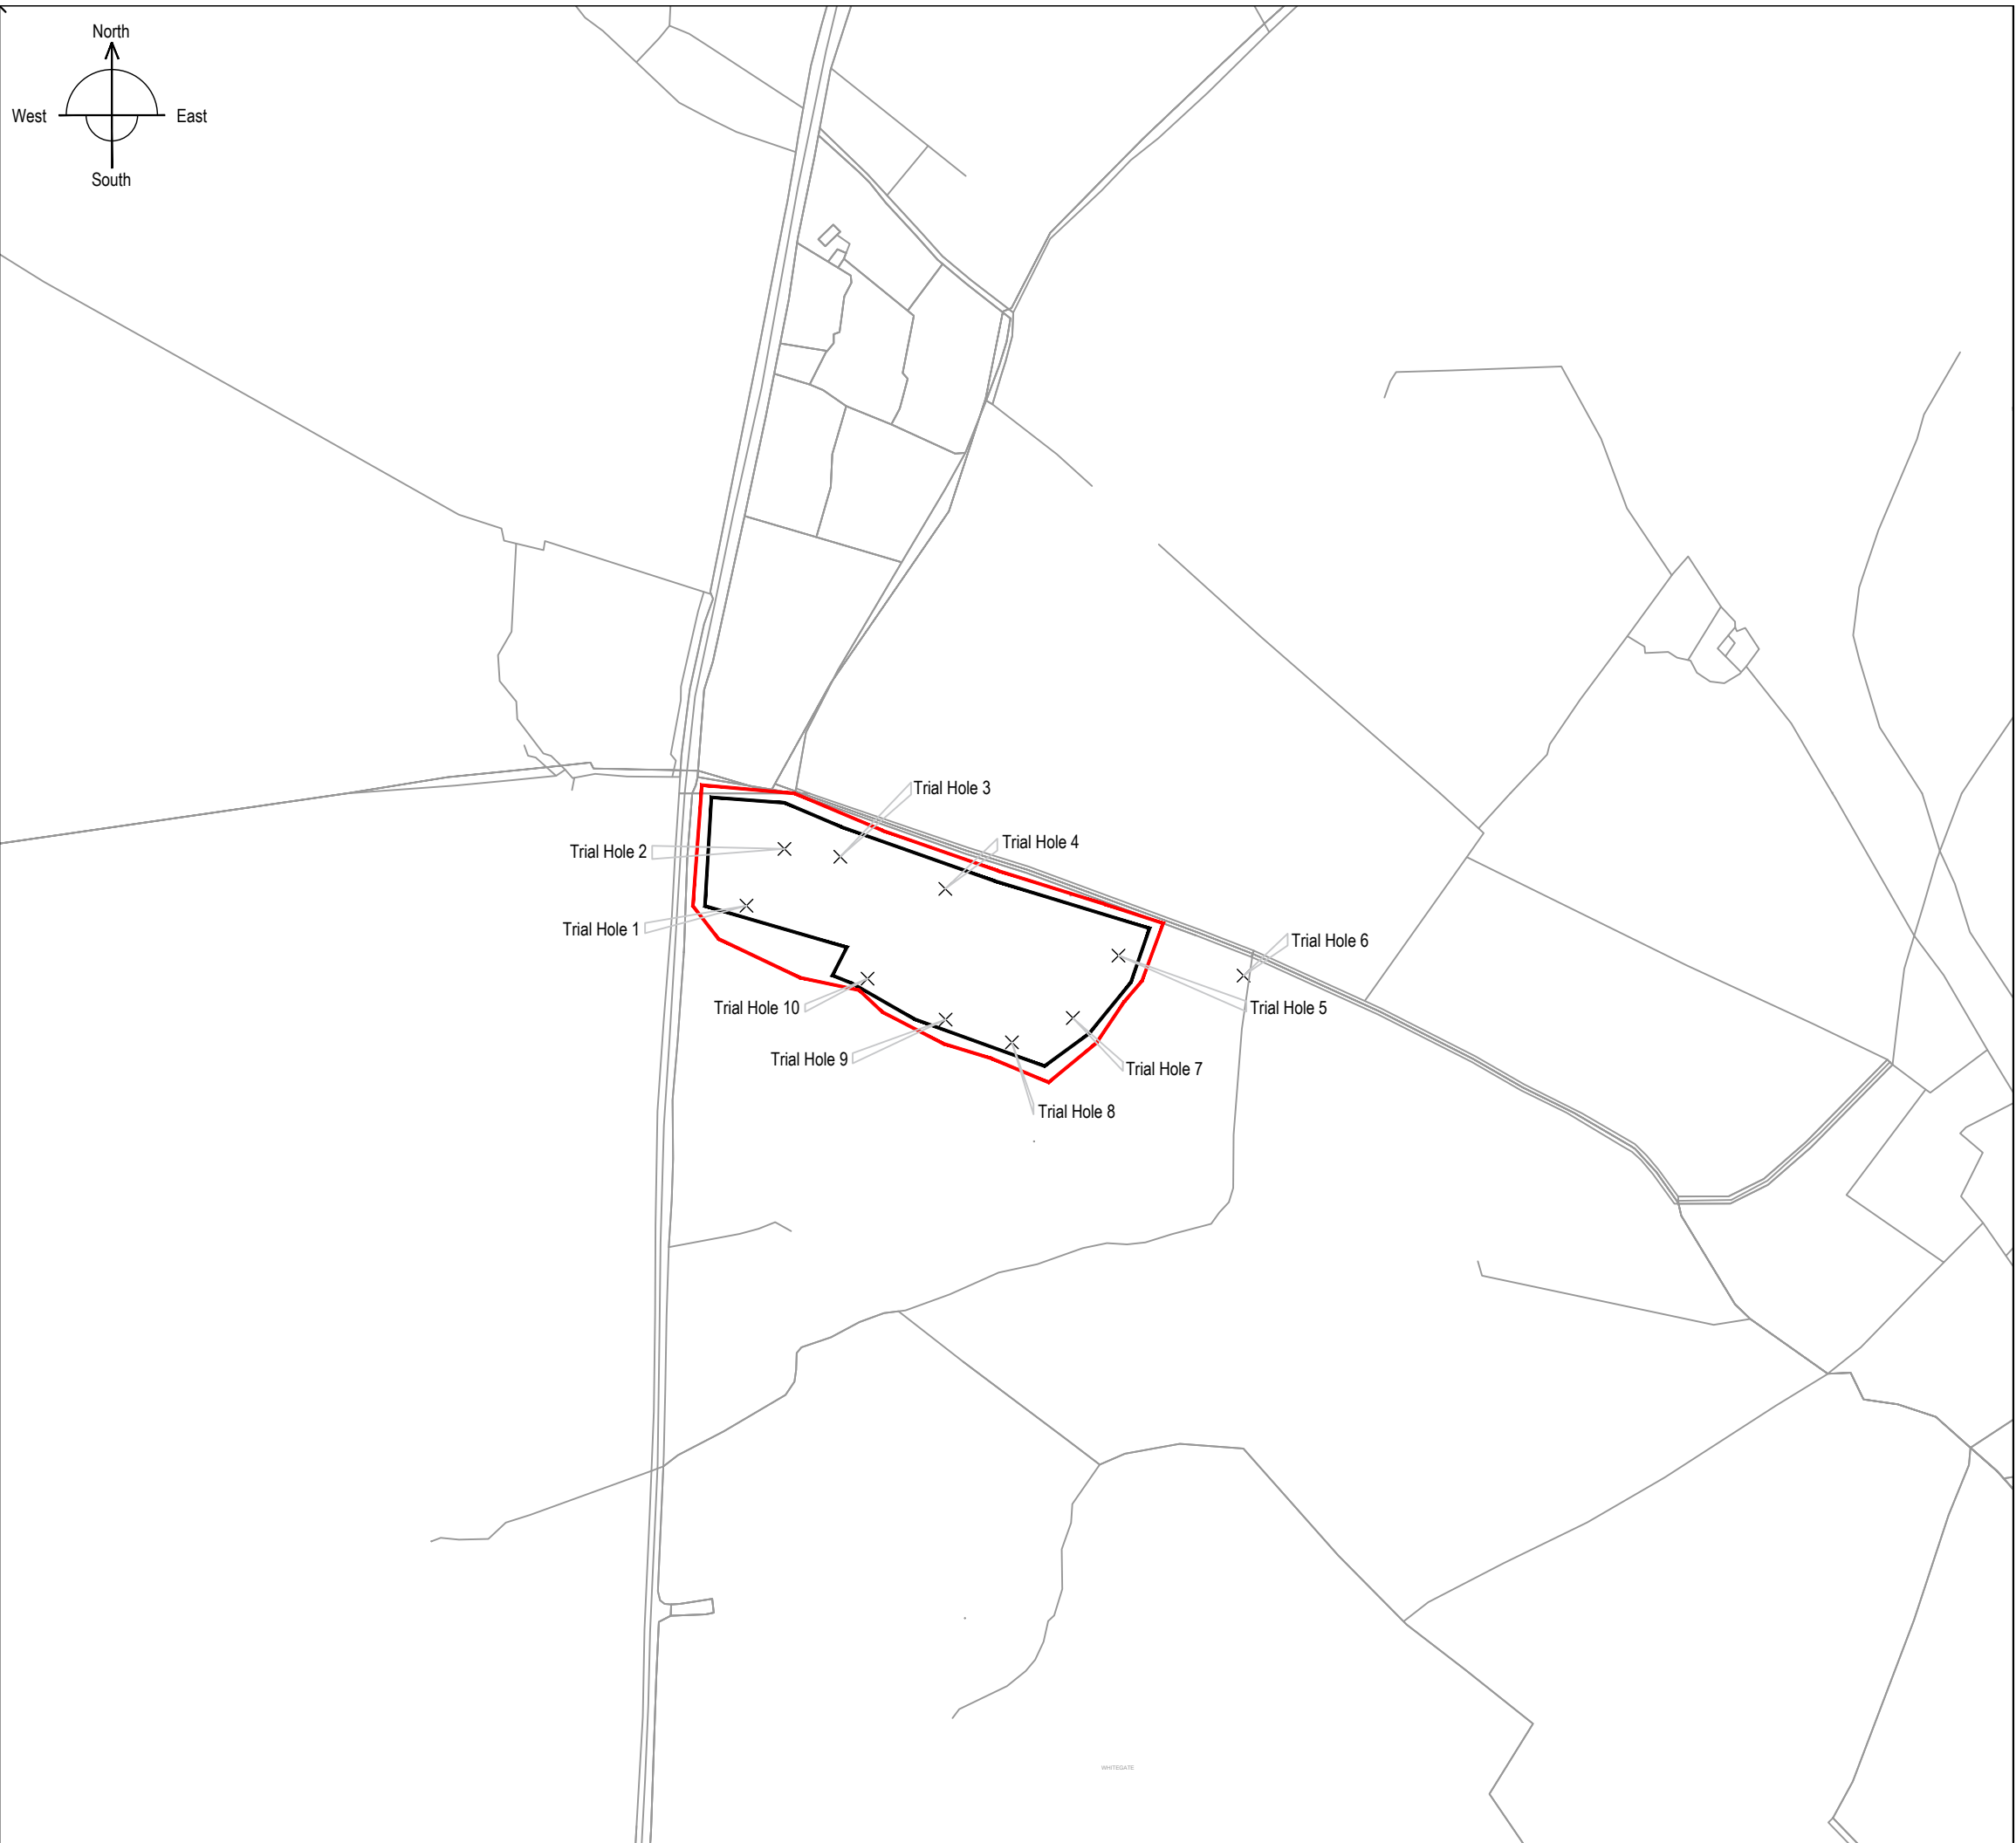 North
West
East
South
Trial Hole 3
Trial Hole 4
Trial Hole 2
Trial Hole 1
Trial Hole 6
Trial Hole 10
Trial Hole 5
Trial Hole 9
Trial Hole 7
Trial Hole 8
WHITEGATE